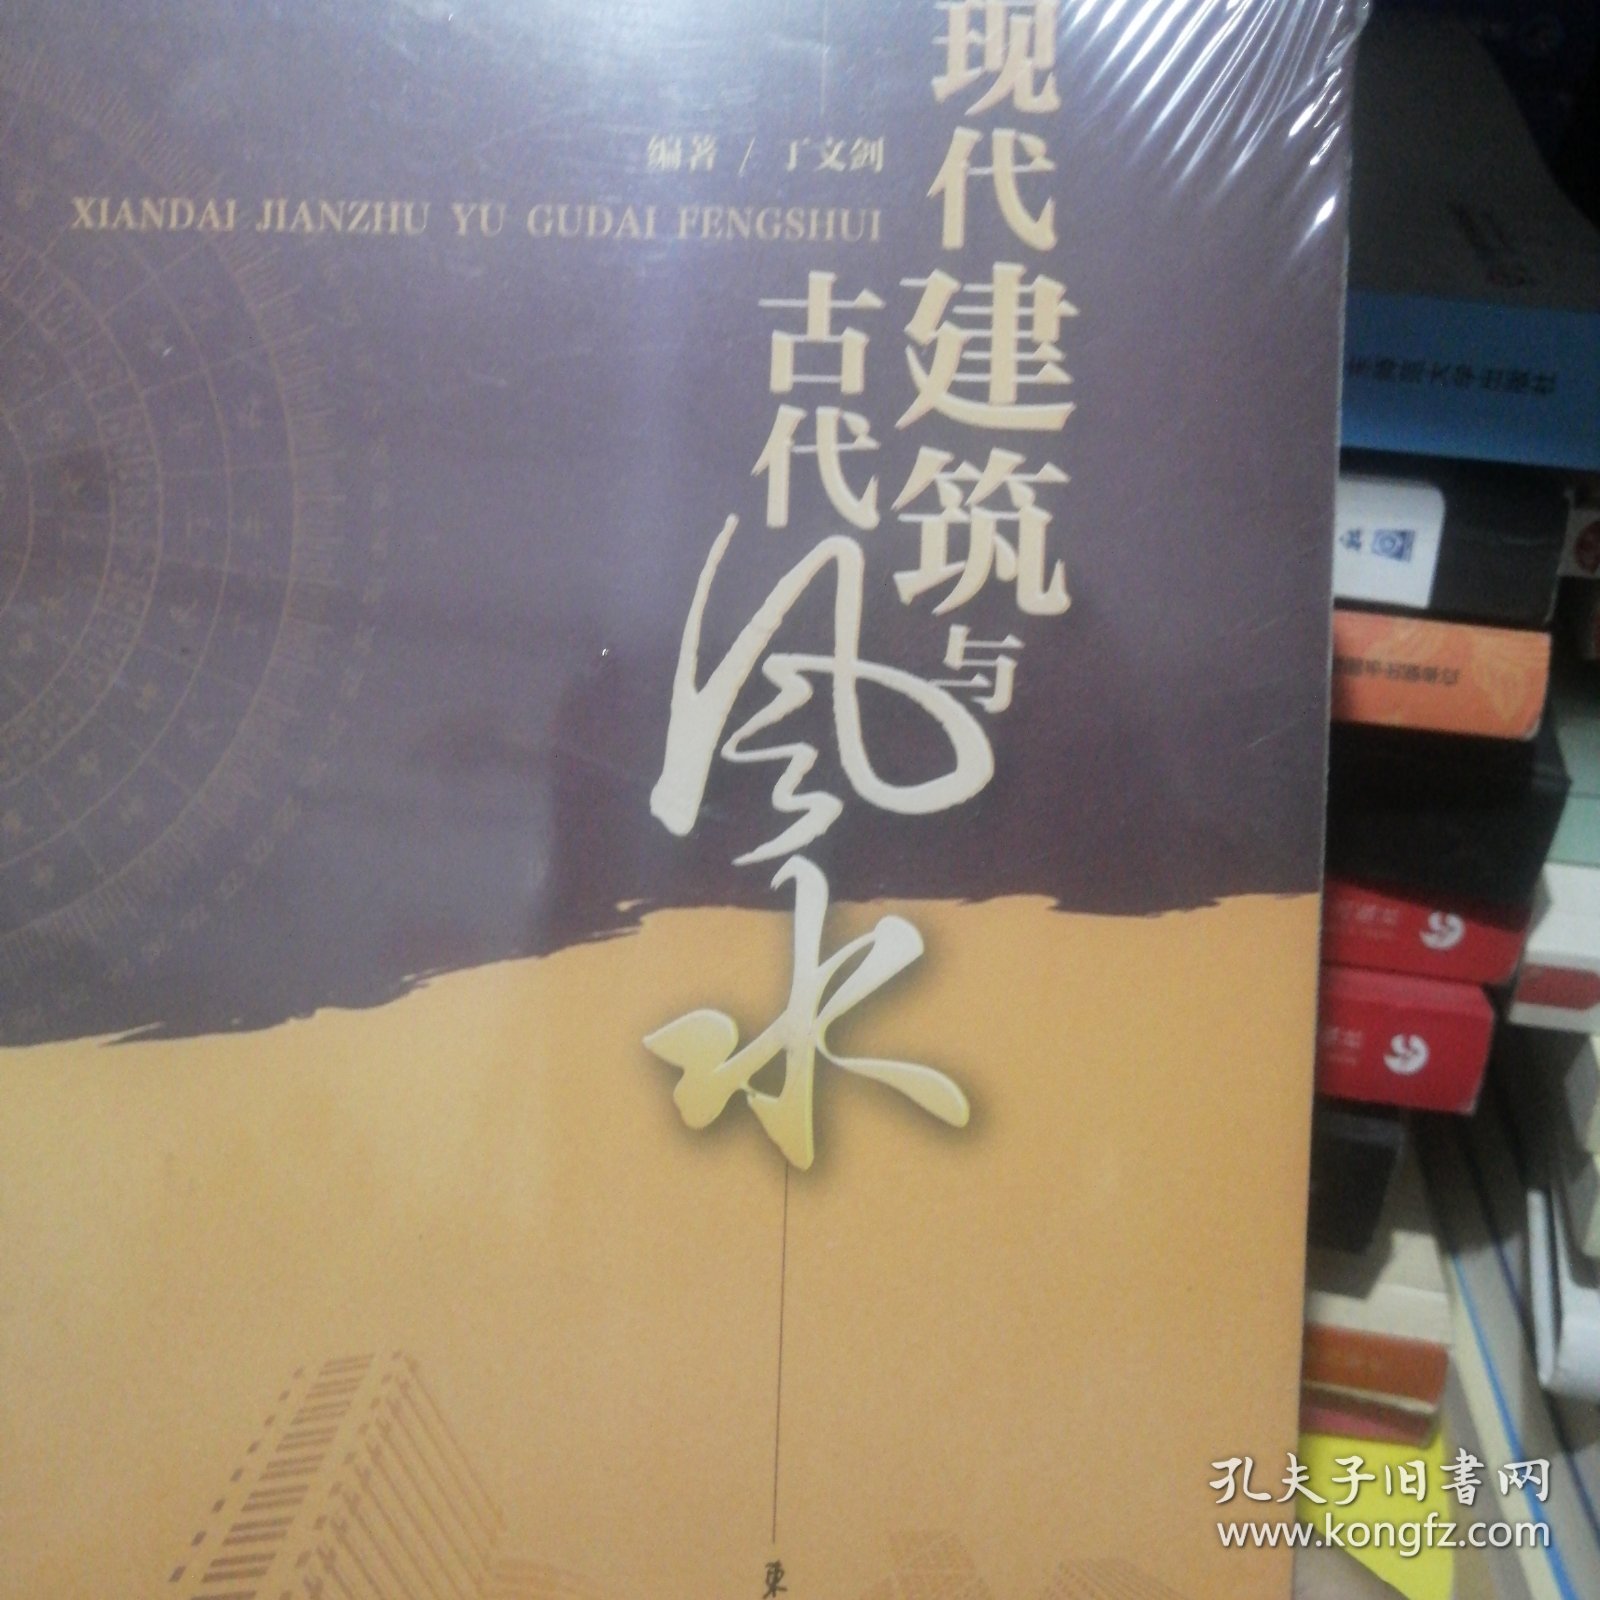 现代建筑与
古代风水
编著 / 丁文剑
XIANDAI JIANZHU YU GUDAI FENGSHUI
東
孔夫子旧书网
www.kongfz.com